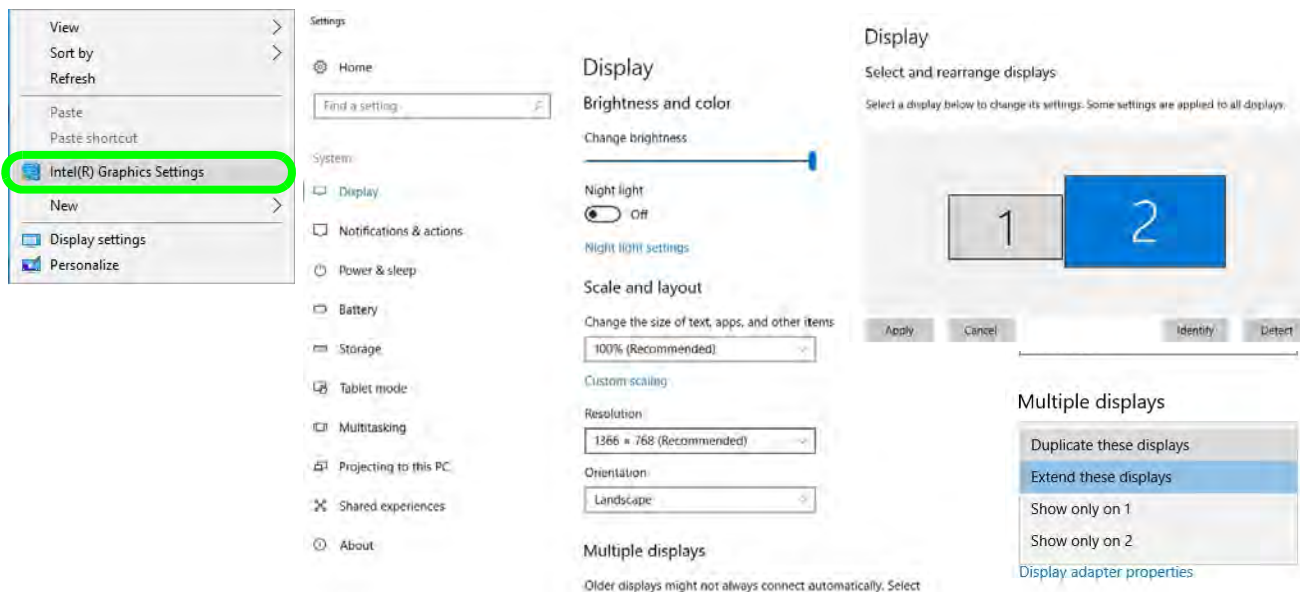 View
Sort by
Refresh
Paste
Paste shortcut
Intel(R) Graphics Settings
New
Display settings
Personalize
Settings
Home
Find a setting
System
Display
Notifications & actions
Power & sleep
Battery
Storage
Tablet mode
Multitasking
Projecting to this PC
Shared experiences
About
Display
Brightness and color
Change brightness
Night light
Off
Night light settings
Scale and layout
Change the size of text, apps, and other items
100% (Recommended)
Custom scaling
Resolution
1366 × 768 (Recommended)
Orientation
Landscape
Multiple displays
Older displays might not always connect automatically. Select
Display
Select and rearrange displays
Select a display below to change its settings. Some settings are applied to all displays.
1
2
Apply Cancel Identify Detect
Multiple displays
Duplicate these displays
Extend these displays
Show only on 1
Show only on 2
Display adapter properties